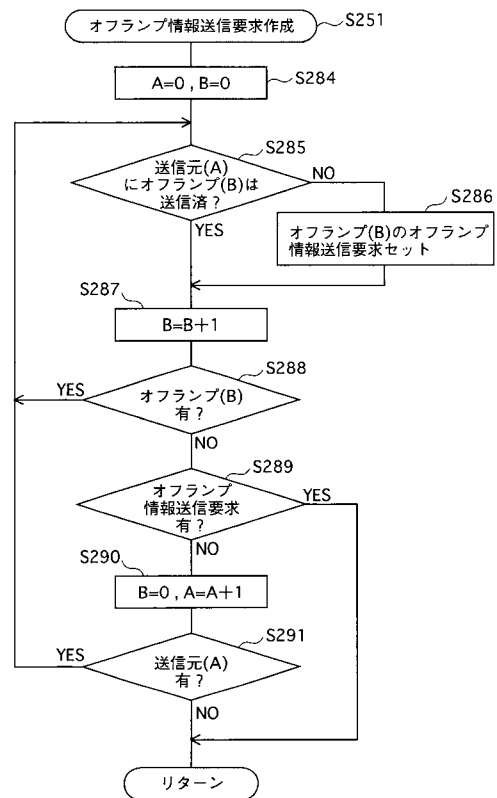 オフランプ情報送信要求作成
S251
A=0 , B=0
S284
送信元(A)
にオフランプ(B)は
送信済？
S285
NO
YES
オフランプ(B)のオフランプ
情報送信要求セット
S286
S287
B=B+1
S288
オフランプ(B)
有？
YES
NO
S289
オフランプ
情報送信要求
有？
YES
NO
S290
B=0 , A=A+1
S291
送信元(A)
有？
YES
NO
リターン